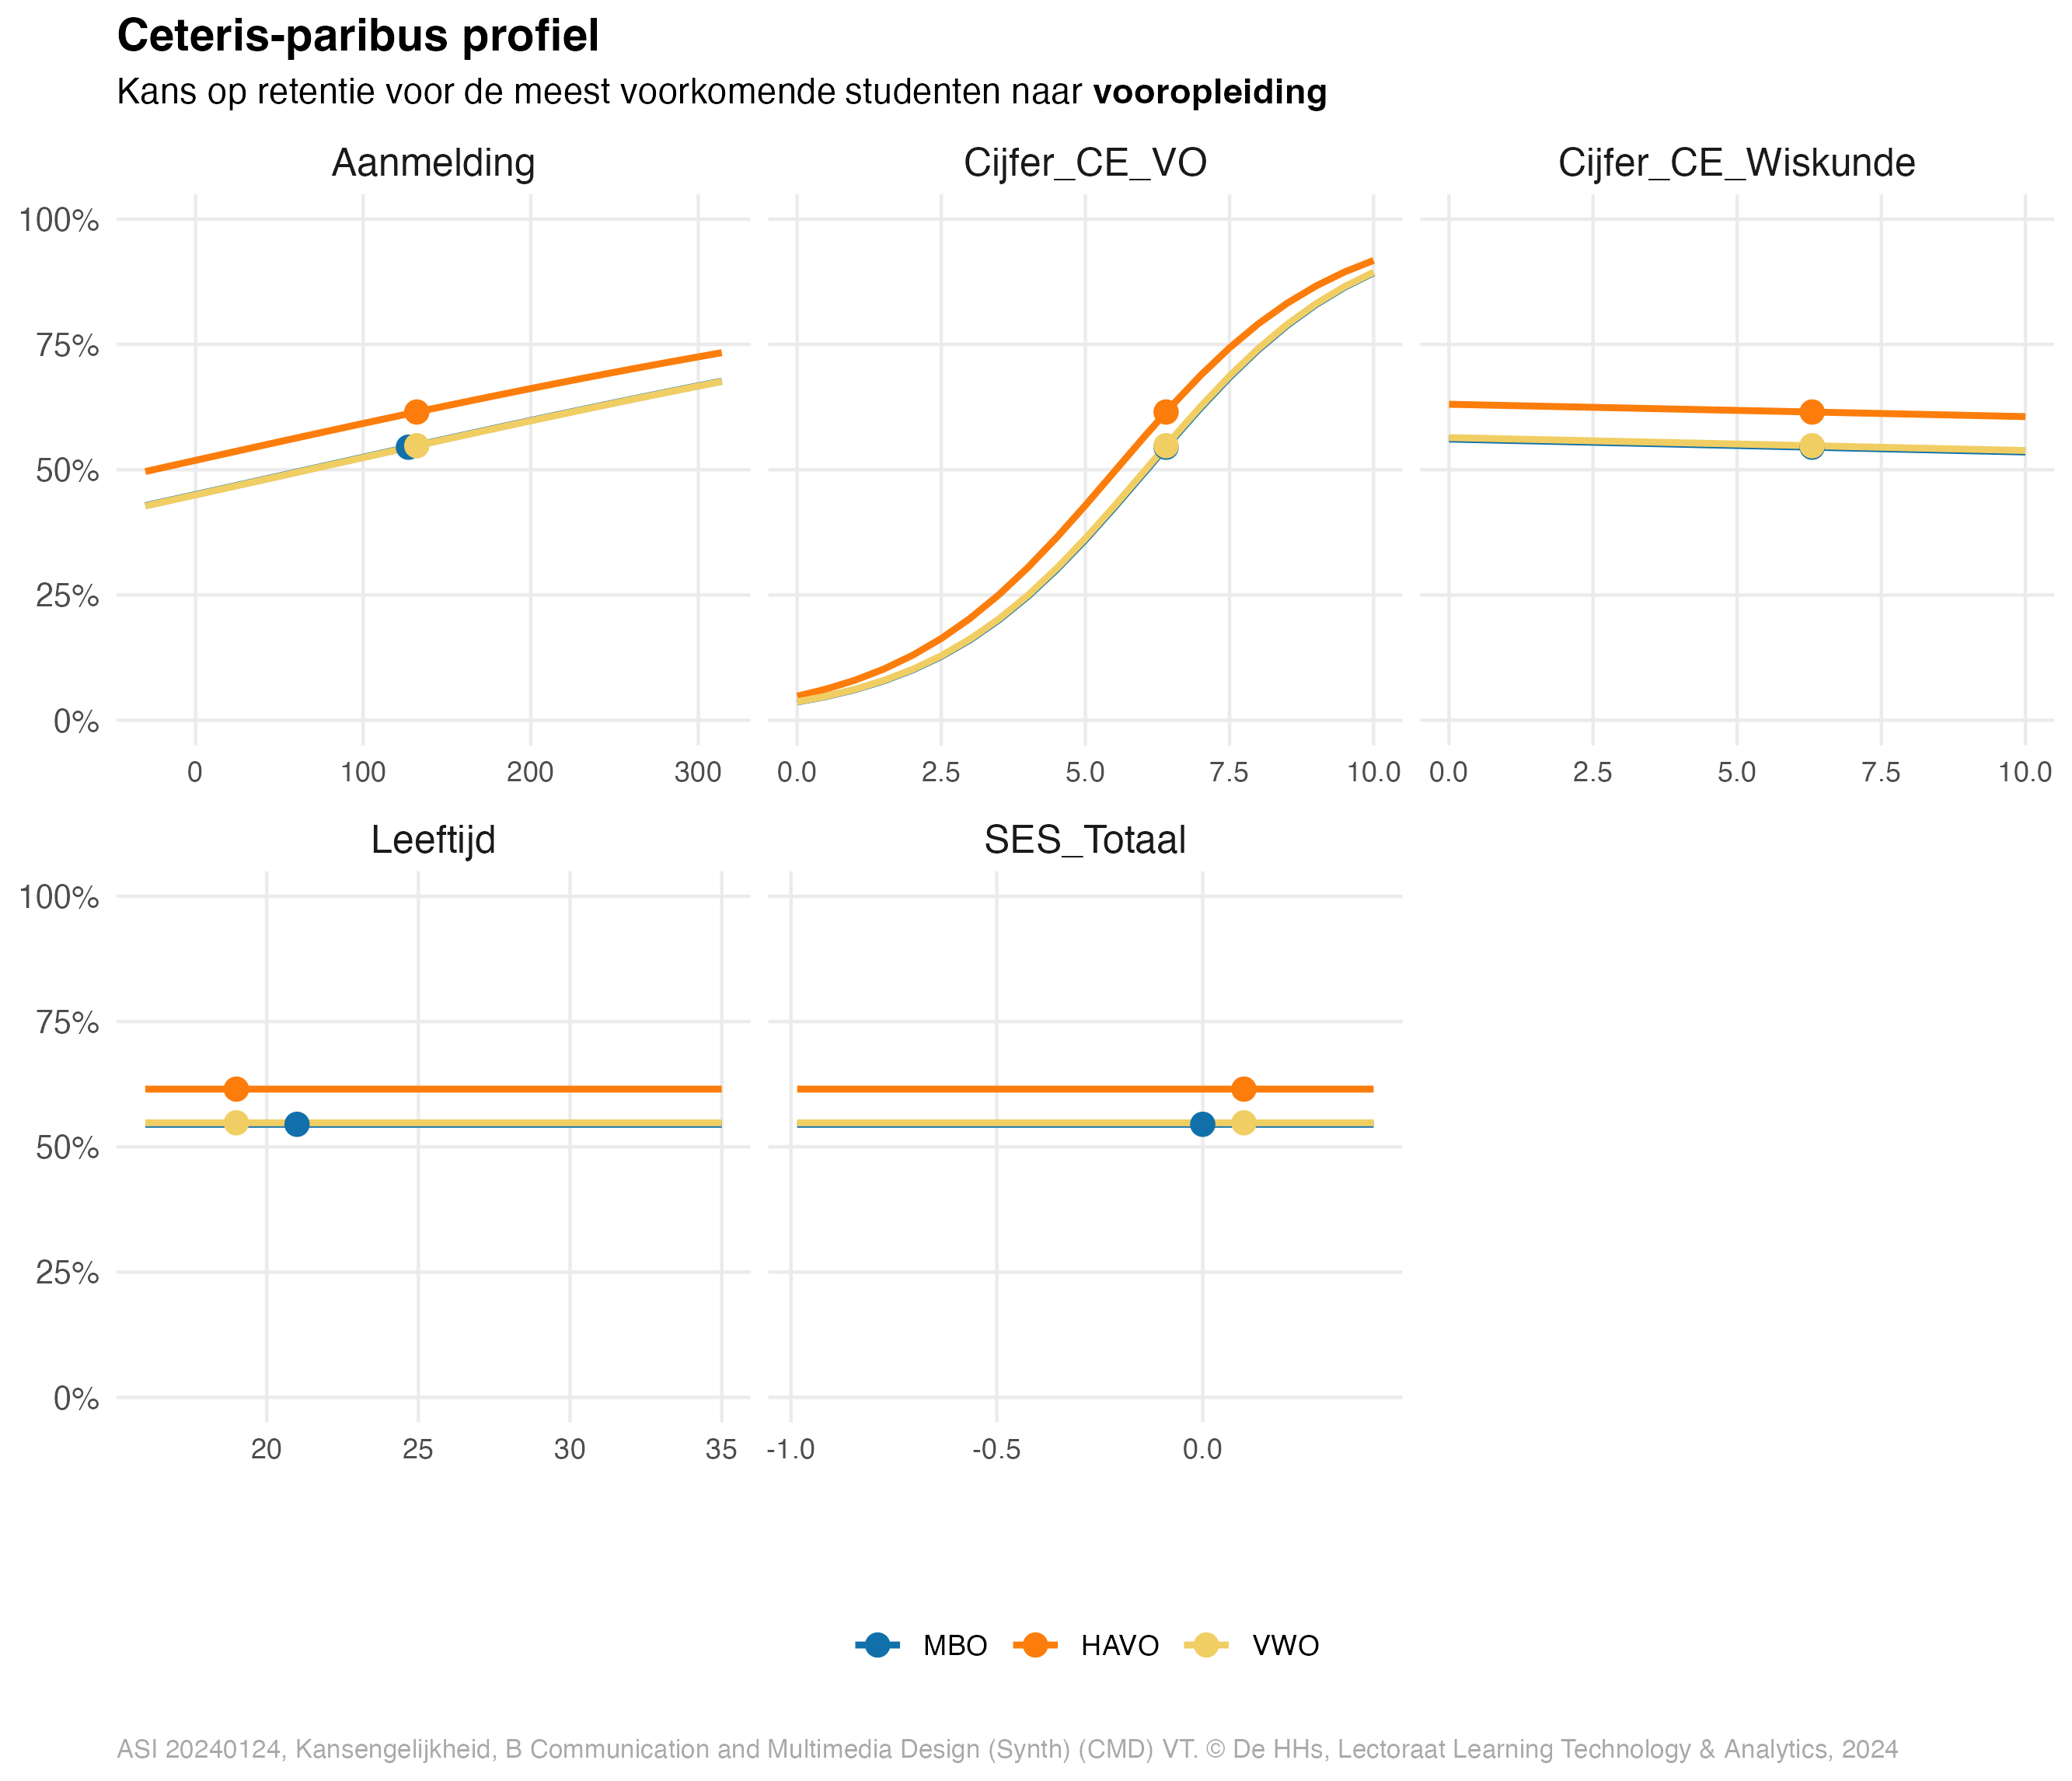 Ceteris-paribus profiel
Kans op retentie voor de meest voorkomende studenten naar vooropleiding
Aanmelding
Cijfer_CE_VO
Cijfer_CE_Wiskunde
100%
75%
50%
25%
0%
0 100 200 300
0.0 2.5 5.0 7.5 10.0
0.0 2.5 5.0 7.5 10.0
Leeftijd
SES_Totaal
100%
75%
50%
25%
0%
20 25 30 35
-1.0 -0.5 0.0
MBO HAVO VWO
ASI 20240124, Kansengelijkheid, B Communication and Multimedia Design (Synth) (CMD) VT. © De HHs, Lectoraat Learning Technology & Analytics, 2024